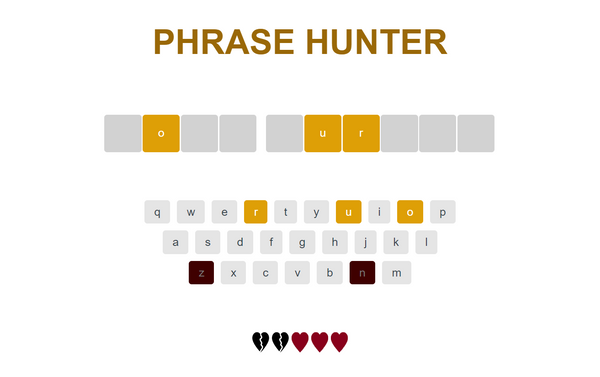 PHRASE HUNTER
o u r
q w e r t y u i o p
a s d f g h j k l
z x c v b n m